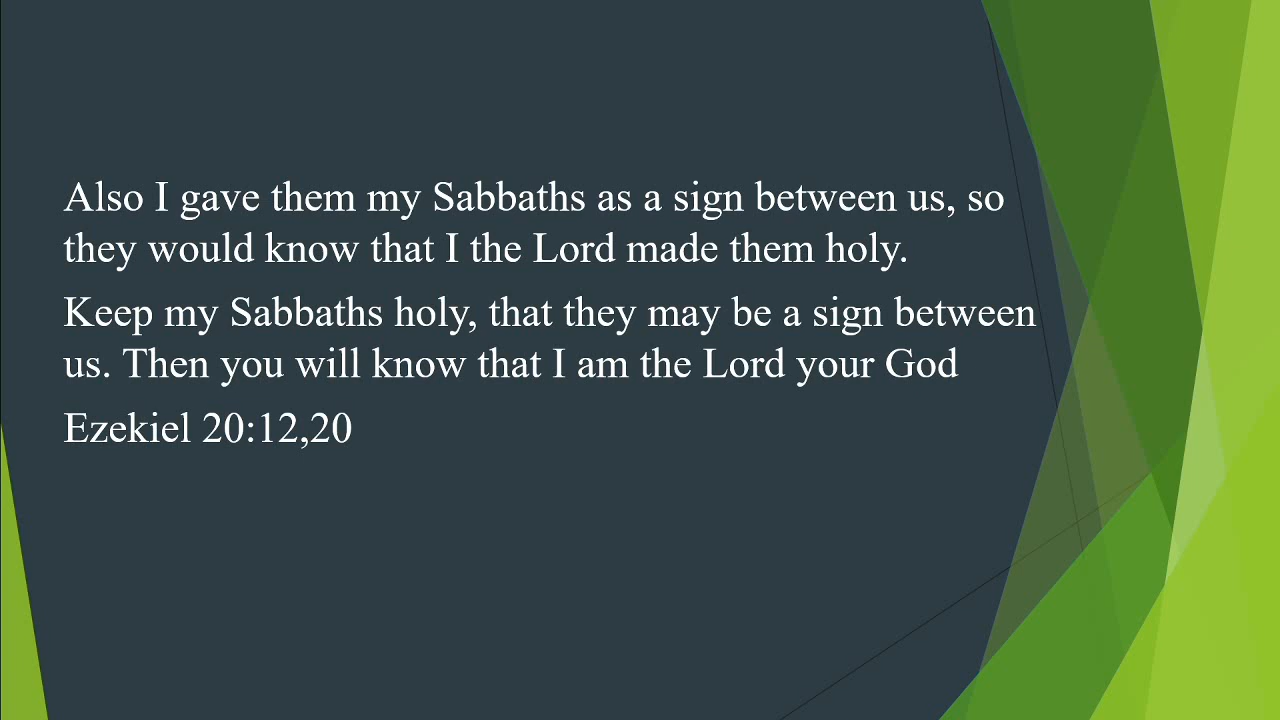 Also I gave them my Sabbaths as a sign between us, so
they would know that I the Lord made them holy.
Keep my Sabbaths holy, that they may be a sign between
us. Then you will know that I am the Lord your God
Ezekiel 20:12,20